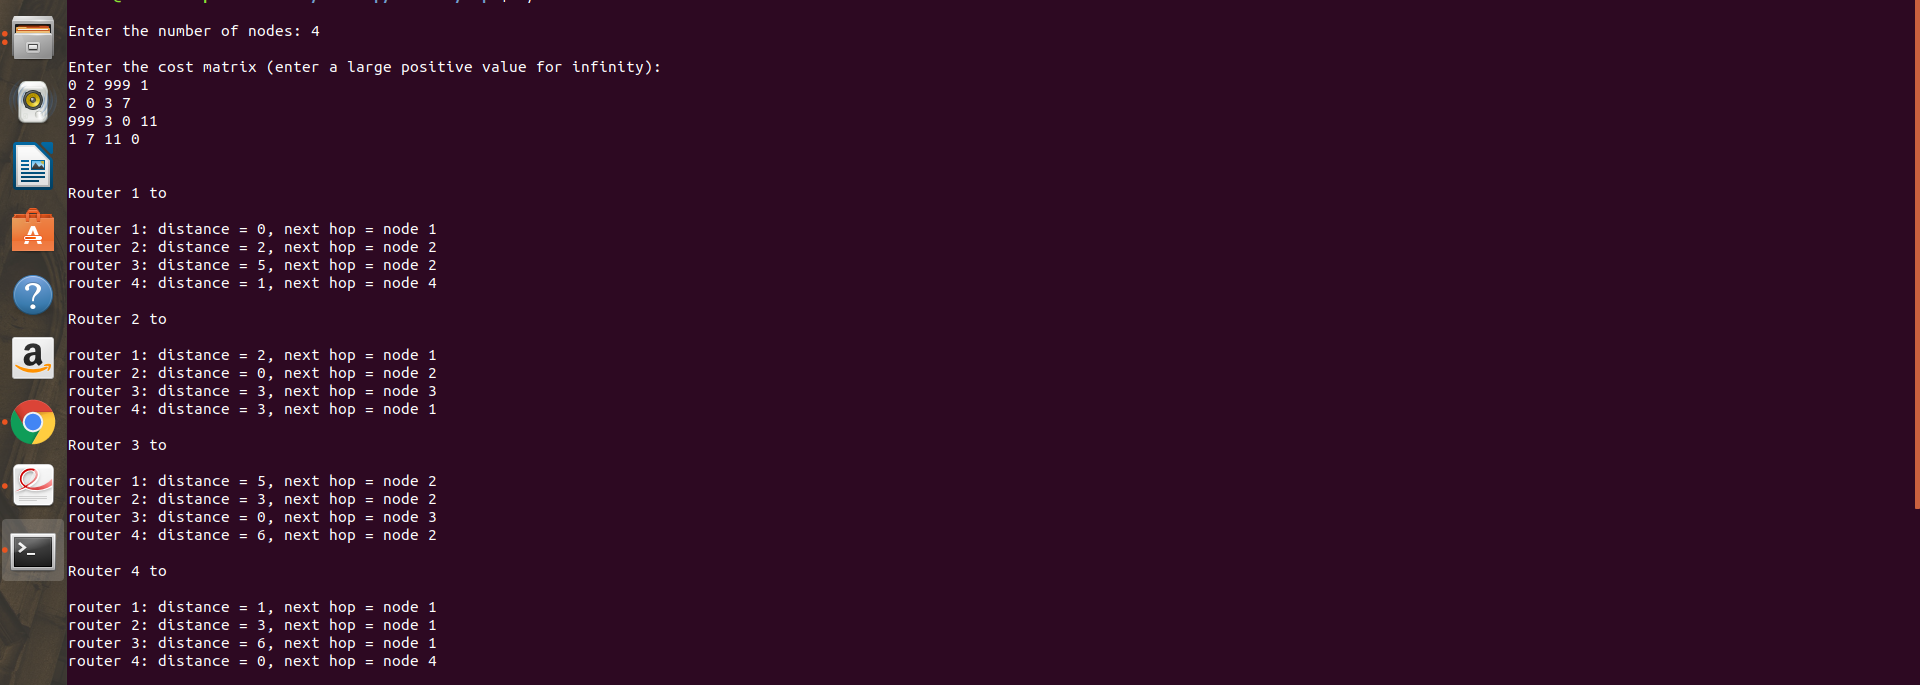 Enter the number of nodes: 4
Enter the cost matrix (enter a large positive value for infinity):
0 2 999 1
2 0 3 7
999 3 0 11
1 7 11 0
Router 1 to
router 1: distance = 0, next hop = node 1
router 2: distance = 2, next hop = node 2
router 3: distance = 5, next hop = node 2
router 4: distance = 1, next hop = node 4
Router 2 to
router 1: distance = 2, next hop = node 1
router 2: distance = 0, next hop = node 2
router 3: distance = 3, next hop = node 3
router 4: distance = 3, next hop = node 1
Router 3 to
router 1: distance = 5, next hop = node 2
router 2: distance = 3, next hop = node 2
router 3: distance = 0, next hop = node 3
router 4: distance = 6, next hop = node 2
Router 4 to
router 1: distance = 1, next hop = node 1
router 2: distance = 3, next hop = node 1
router 3: distance = 6, next hop = node 1
router 4: distance = 0, next hop = node 4